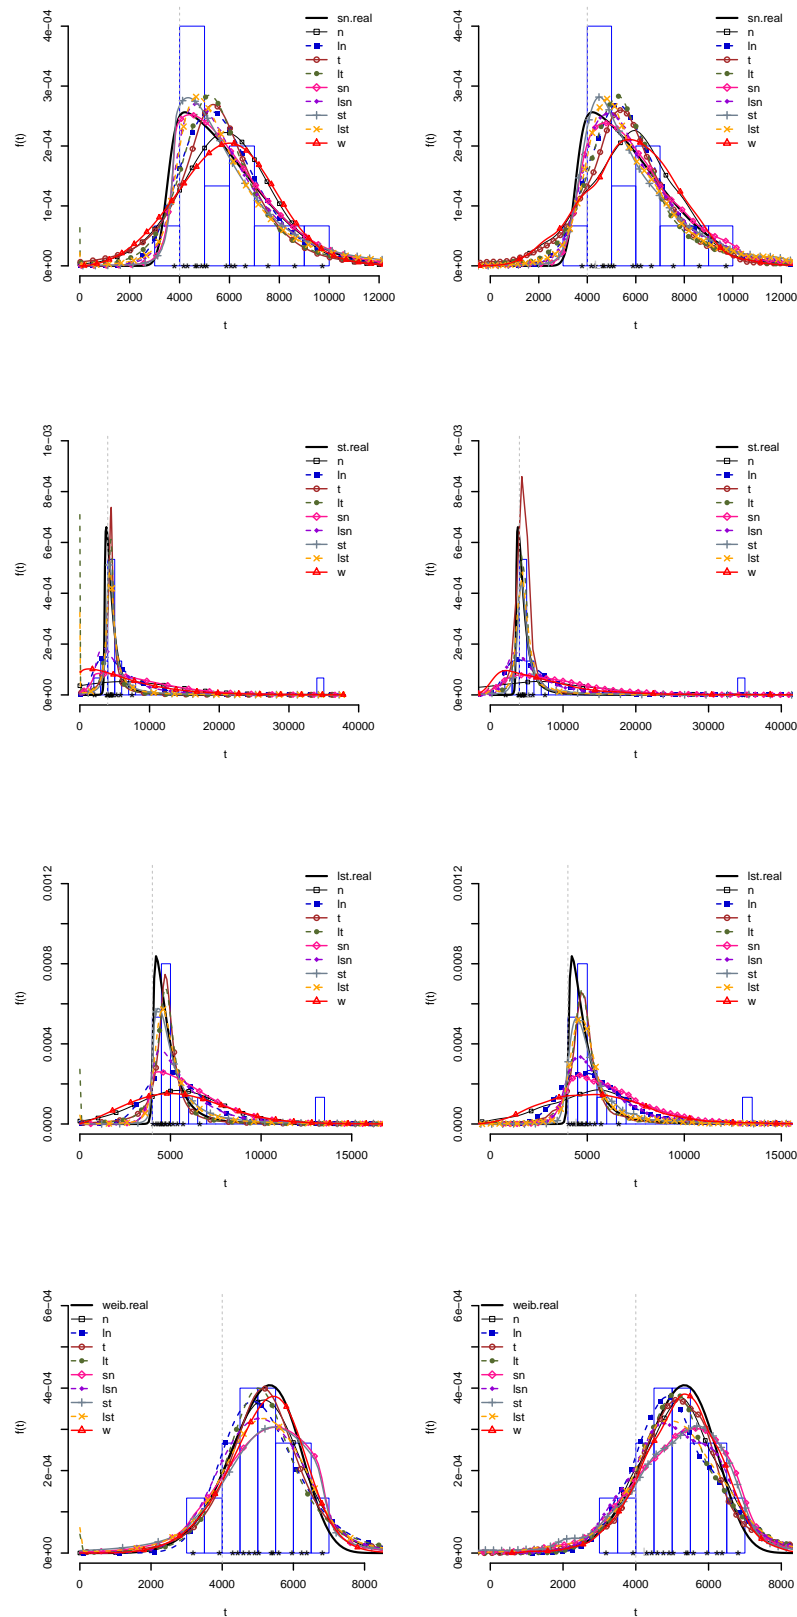 4e-04
3e-04
2e-04
1e-04
0e+00
f(t)
0 2000 4000 6000 8000 10000 12000
t
sn.real
n
ln
t
lt
sn
lsn
st
lst
w
4e-04
3e-04
2e-04
1e-04
0e+00
f(t)
0 2000 4000 6000 8000 10000 12000
t
sn.real
n
ln
t
lt
sn
lsn
st
lst
w
1e-03
8e-04
6e-04
4e-04
2e-04
0e+00
f(t)
0 10000 20000 30000 40000
t
st.real
n
ln
t
lt
sn
lsn
st
lst
w
1e-03
8e-04
6e-04
4e-04
2e-04
0e+00
f(t)
0 10000 20000 30000 40000
t
st.real
n
ln
t
lt
sn
lsn
st
lst
w
0.0012
0.0008
0.0004
0.0000
f(t)
0 5000 10000 15000
t
lst.real
n
ln
t
lt
sn
lsn
st
lst
w
0.0012
0.0008
0.0004
0.0000
f(t)
0 5000 10000 15000
t
lst.real
n
ln
t
lt
sn
lsn
st
lst
w
6e-04
4e-04
2e-04
0e+00
f(t)
0 2000 4000 6000 8000
t
weib.real
n
ln
t
lt
sn
lsn
st
lst
w
6e-04
4e-04
2e-04
0e+00
f(t)
0 2000 4000 6000 8000
t
weib.real
n
ln
t
lt
sn
lsn
st
lst
w